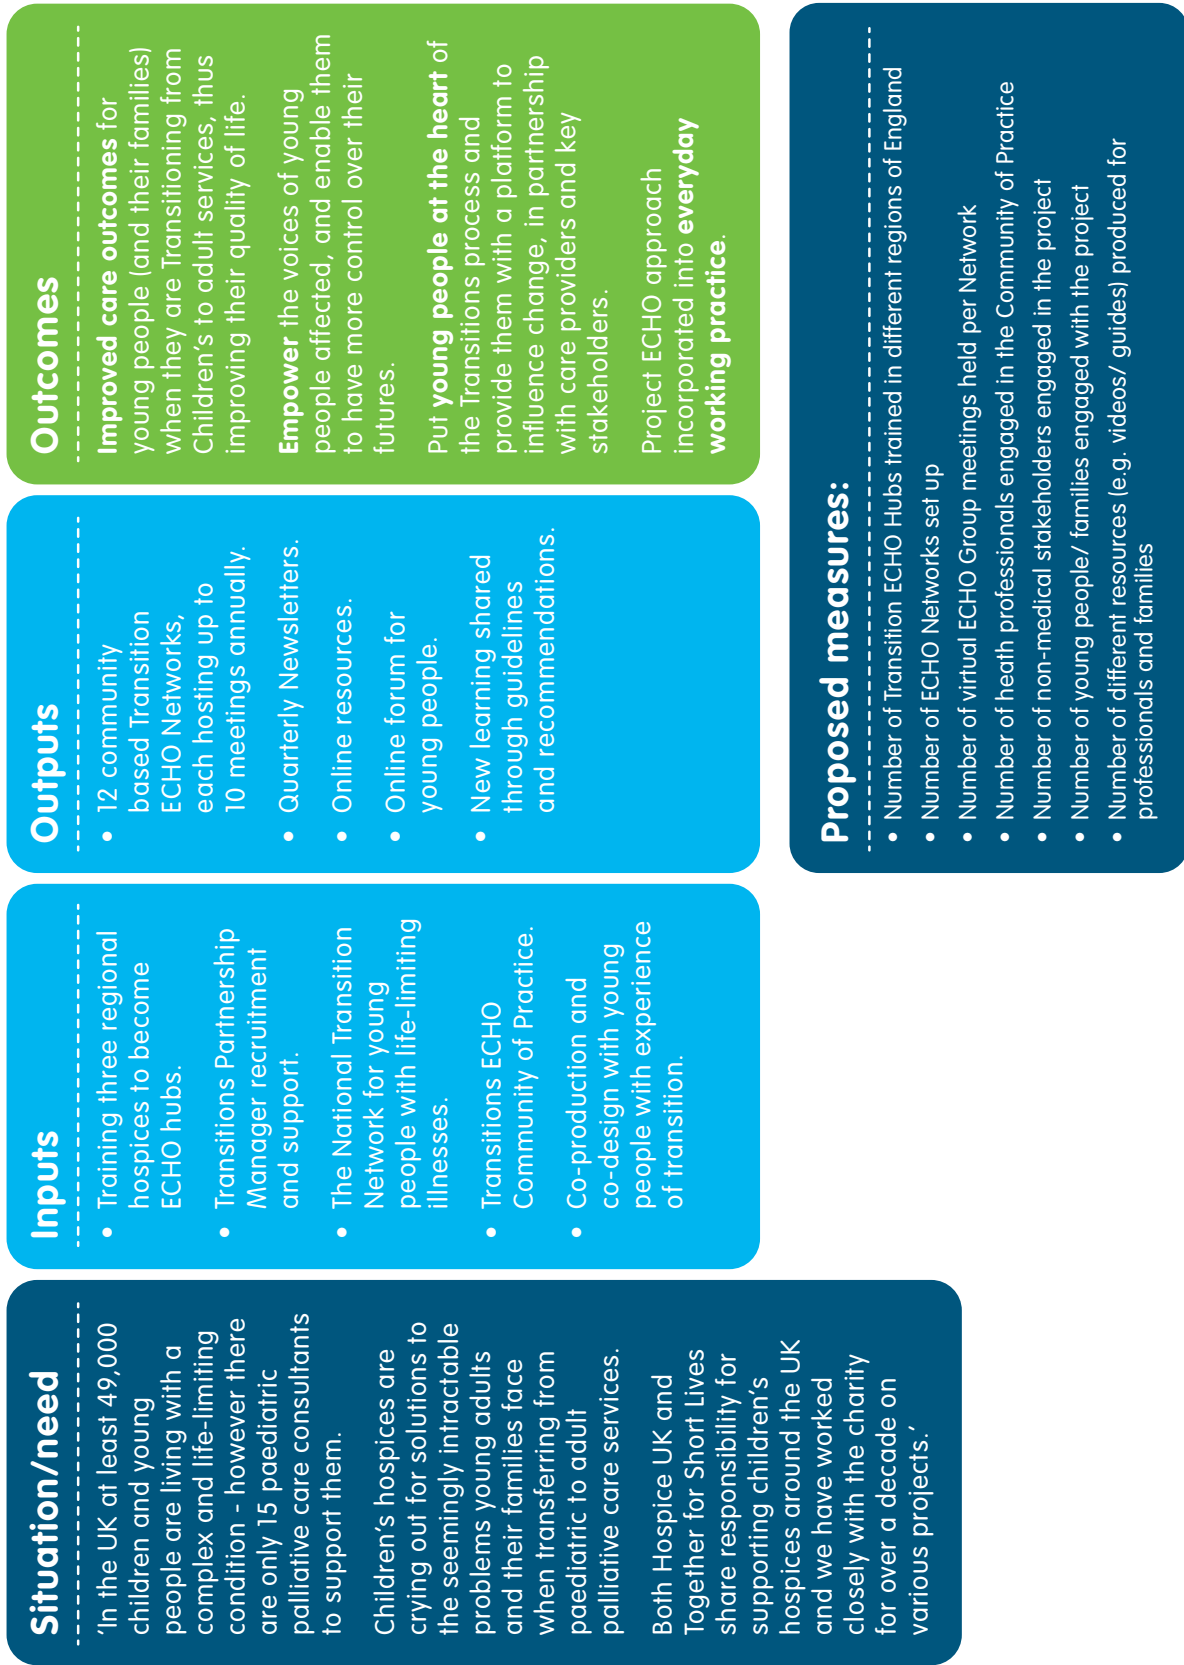 Situation/need
‘In the UK at least 49,000
children and young
people are living with a
complex and life-limiting
condition - however there
are only 15 paediatric
palliative care consultants
to support them.
Children’s hospices are
crying out for solutions to
the seemingly intractable
problems young adults
and their families face
when transferring from
paediatric to adult
palliative care services.
Both Hospice UK and
Together for Short Lives
share responsibility for
supporting children’s
hospices around the UK
and we have worked
closely with the charity
for over a decade on
various projects.’
Inputs
• Training three regional
hospices to become
ECHO hubs.
• Transitions Partnership
Manager recruitment
and support.
• The National Transition
Network for young
people with life-limiting
illnesses.
• Transitions ECHO
Community of Practice.
• Co-production and
co-design with young
people with experience
of transition.
Outputs
• 12 community
based Transition
ECHO Networks,
each hosting up to
10 meetings annually.
• Quarterly Newsletters.
• Online resources.
• Online forum for
young people.
• New learning shared
through guidelines
and recommendations.
Outcomes
Improved care outcomes for
young people (and their families)
when they are Transitioning from
Children’s to adult services, thus
improving their quality of life.
Empower the voices of young
people affected, and enable them
to have more control over their
futures.
Put young people at the heart of
the Transitions process and
provide them with a platform to
influence change, in partnership
with care providers and key
stakeholders.
Project ECHO approach
incorporated into everyday
working practice.
Proposed measures:
• Number of Transition ECHO Hubs trained in different regions of England
• Number of ECHO Networks set up
• Number of virtual ECHO Group meetings held per Network
• Number of heath professionals engaged in the Community of Practice
• Number of non-medical stakeholders engaged in the project
• Number of young people/ families engaged with the project
• Number of different resources (e.g. videos/ guides) produced for
professionals and families